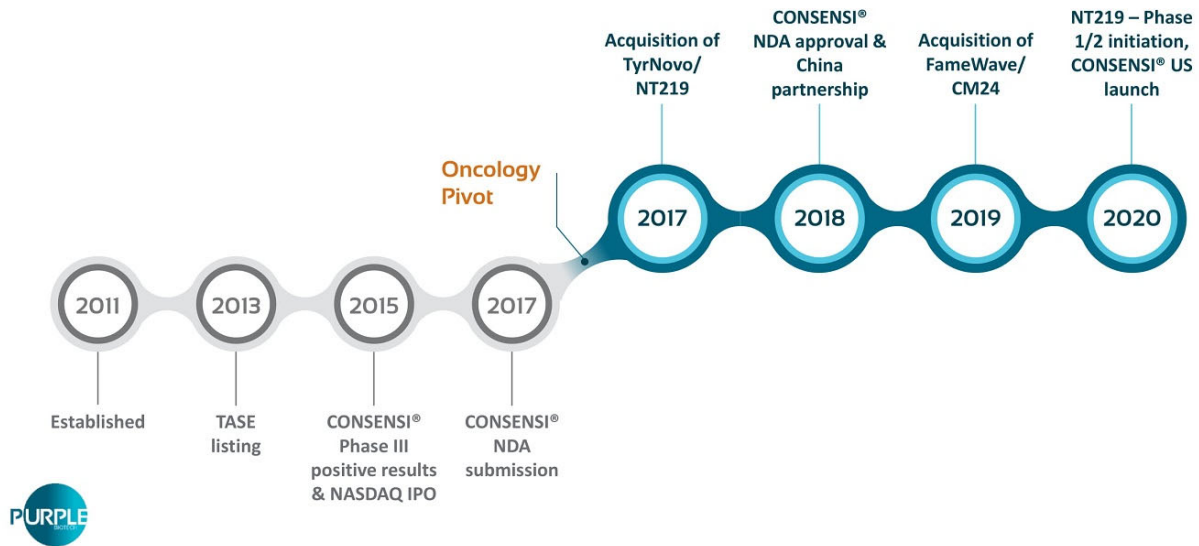 Acquisition of
TyrNovo/
NT219
CONSENSI®
NDA approval &
China
partnership
Acquisition of
FameWave/
CM24
NT219 – Phase
1/2 initiation,
CONSENSI® US
launch
Oncology
Pivot
2017
2018
2019
2020
2011
2013
2015
2017
Established
TASE
listing
CONSENSI®
Phase III
positive results
& NASDAQ IPO
CONSENSI®
NDA
submission
PURPLE
BIOTECH